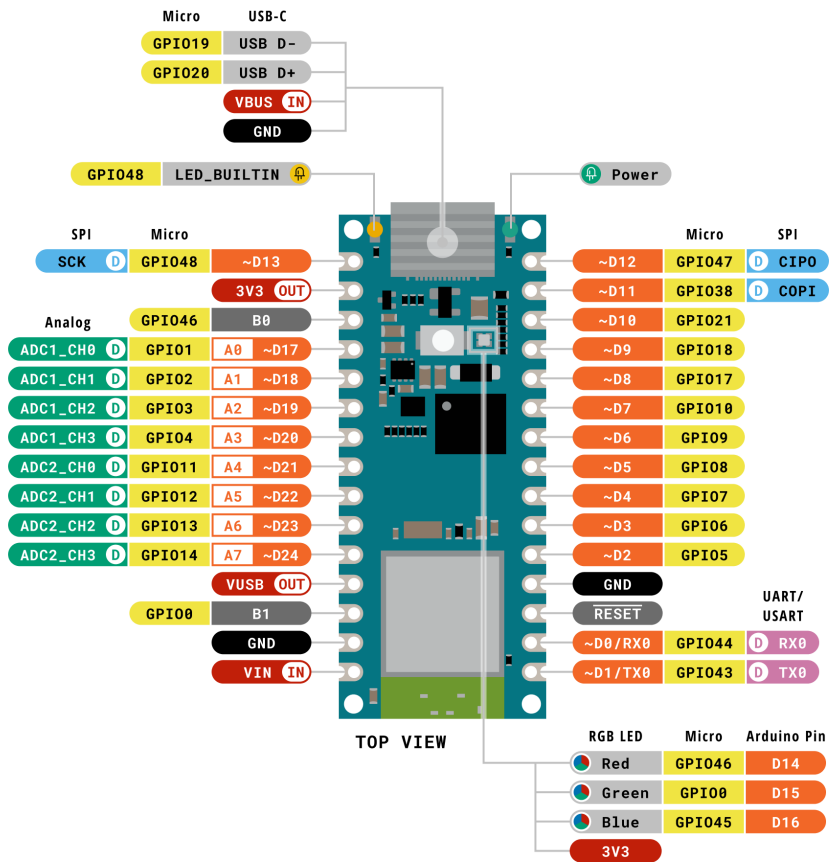 Micro USB-C
GPIO19 USB D-
GPIO20 USB D+
VBUS IN
GND
GPIO48 LED_BUILTIN
Power
SPI Micro
SCK D GPIO48 ~D13
3V3 OUT
GPIO46 B0
Analog
ADC1_CH0 D GPIO1 A0 ~D17
ADC1_CH1 D GPIO2 A1 ~D18
ADC1_CH2 D GPIO3 A2 ~D19
ADC1_CH3 D GPIO4 A3 ~D20
ADC2_CH0 D GPIO11 A4 ~D21
ADC2_CH1 D GPIO12 A5 ~D22
ADC2_CH2 D GPIO13 A6 ~D23
ADC2_CH3 D GPIO14 A7 ~D24
VUSB OUT
GPIO0 B1
GND
VIN IN
Micro SPI
~D12 GPIO47 D CIPO
~D11 GPIO38 D COPI
~D10 GPIO21
~D9 GPIO18
~D8 GPIO17
~D7 GPIO10
~D6 GPIO9
~D5 GPIO8
~D4 GPIO7
~D3 GPIO6
~D2 GPIO5
GND
RESET
UART/
USART
~D0/RX0 GPIO44 D RX0
~D1/TX0 GPIO43 D TX0
TOP VIEW
RGB LED Micro Arduino Pin
Red GPIO46 D14
Green GPIO0 D15
Blue GPIO45 D16
3V3